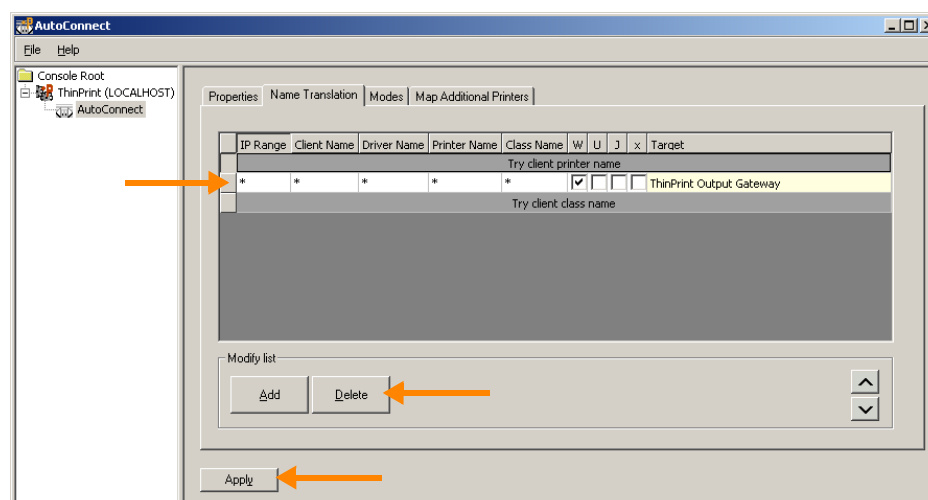 AutoConnect
File Help
Console Root
ThinPrint (LOCALHOST)
AutoConnect
Properties Name Translation Modes Map Additional Printers
IP Range Client Name Driver Name Printer Name Class Name W U J x Target
Try client printer name
* * * * * ThinPrint Output Gateway
Try client class name
Modify list
Add Delete
Apply